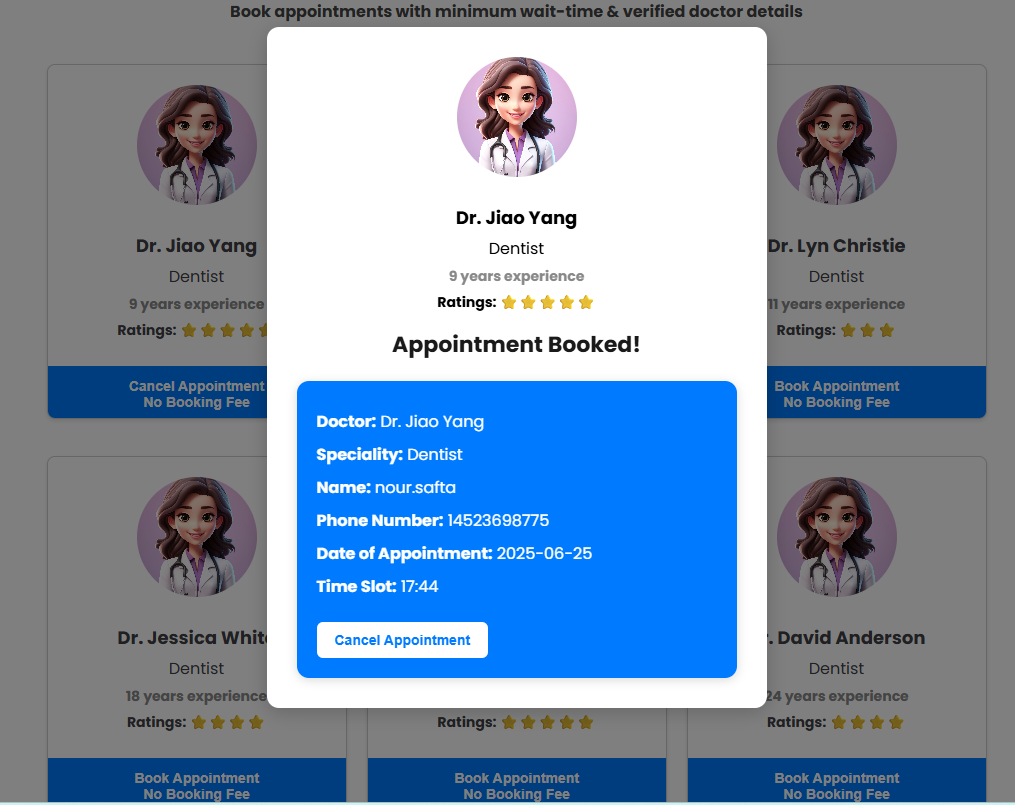 Book appointments with minimum wait-time & verified doctor details
Dr. Jiao Yang
Dentist
9 years experience
Ratings:
Cancel Appointment
No Booking Fee
Dr. Jiao Yang
Dentist
9 years experience
Ratings:
Appointment Booked!
Doctor: Dr. Jiao Yang
Speciality: Dentist
Name: nour.safta
Phone Number: 14523698775
Date of Appointment: 2025-06-25
Time Slot: 17:44
Cancel Appointment
Dr. Lyn Christie
Dentist
11 years experience
Ratings:
Book Appointment
No Booking Fee
Dr. Jessica White
Dentist
18 years experience
Ratings:
Book Appointment
No Booking Fee
Ratings:
Book Appointment
No Booking Fee
David Anderson
Dentist
24 years experience
Ratings:
Book Appointment
No Booking Fee